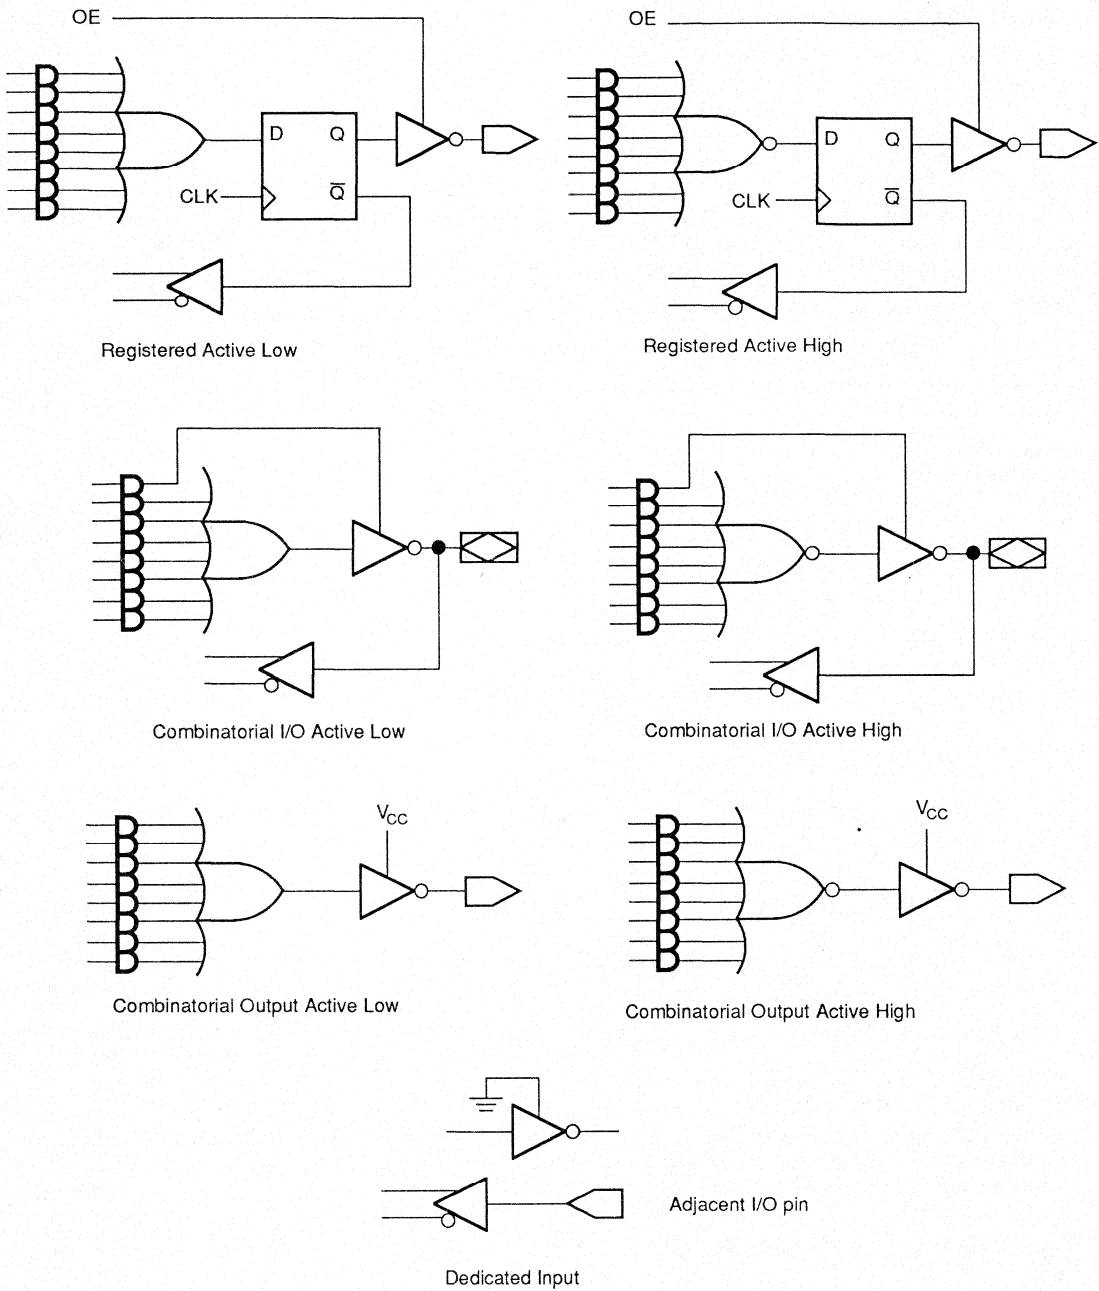 OE
D Q
CLK Q̅
Registered Active Low
OE
D Q
CLK Q̅
Registered Active High
Combinatorial I/O Active Low
Combinatorial I/O Active High
VCC
Combinatorial Output Active Low
VCC
Combinatorial Output Active High
Adjacent I/O pin
Dedicated Input